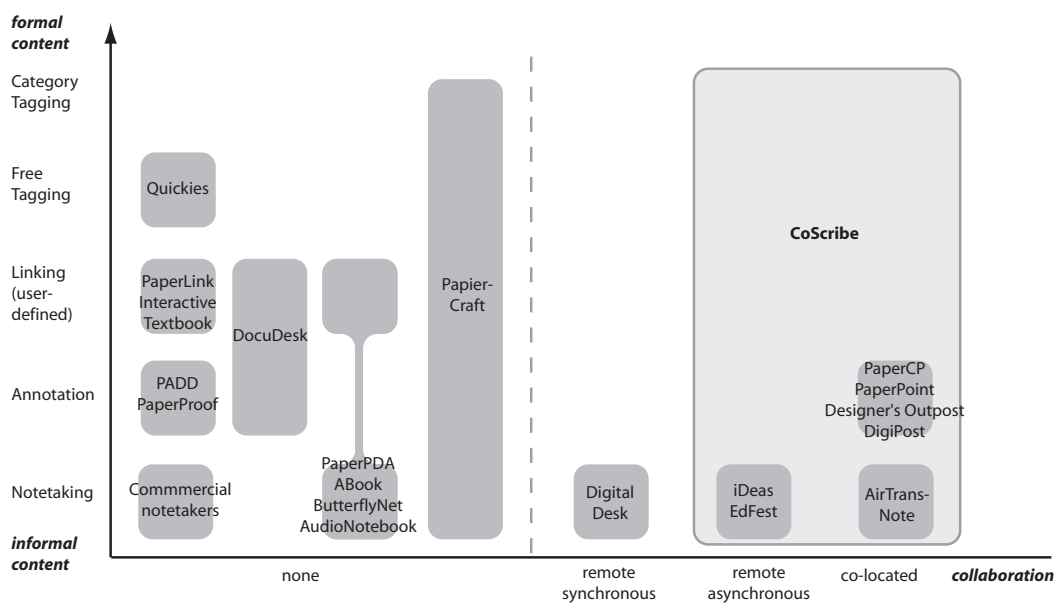 formal
content
Category
Tagging
Free
Tagging
Quickies
CoScribe
Linking
(user-
defined)
PaperLink
Interactive
Textbook
DocuDesk
Papier-
Craft
Annotation
PADD
PaperProof
PaperCP
PaperPoint
Designer's Outpost
DigiPost
Notetaking
Commmercial
notetakers
PaperPDA
ABook
ButterflyNet
AudioNotebook
Digital
Desk
iDeas
EdFest
AirTrans-
Note
informal
content
none
remote
synchronous
remote
asynchronous
co-located
collaboration